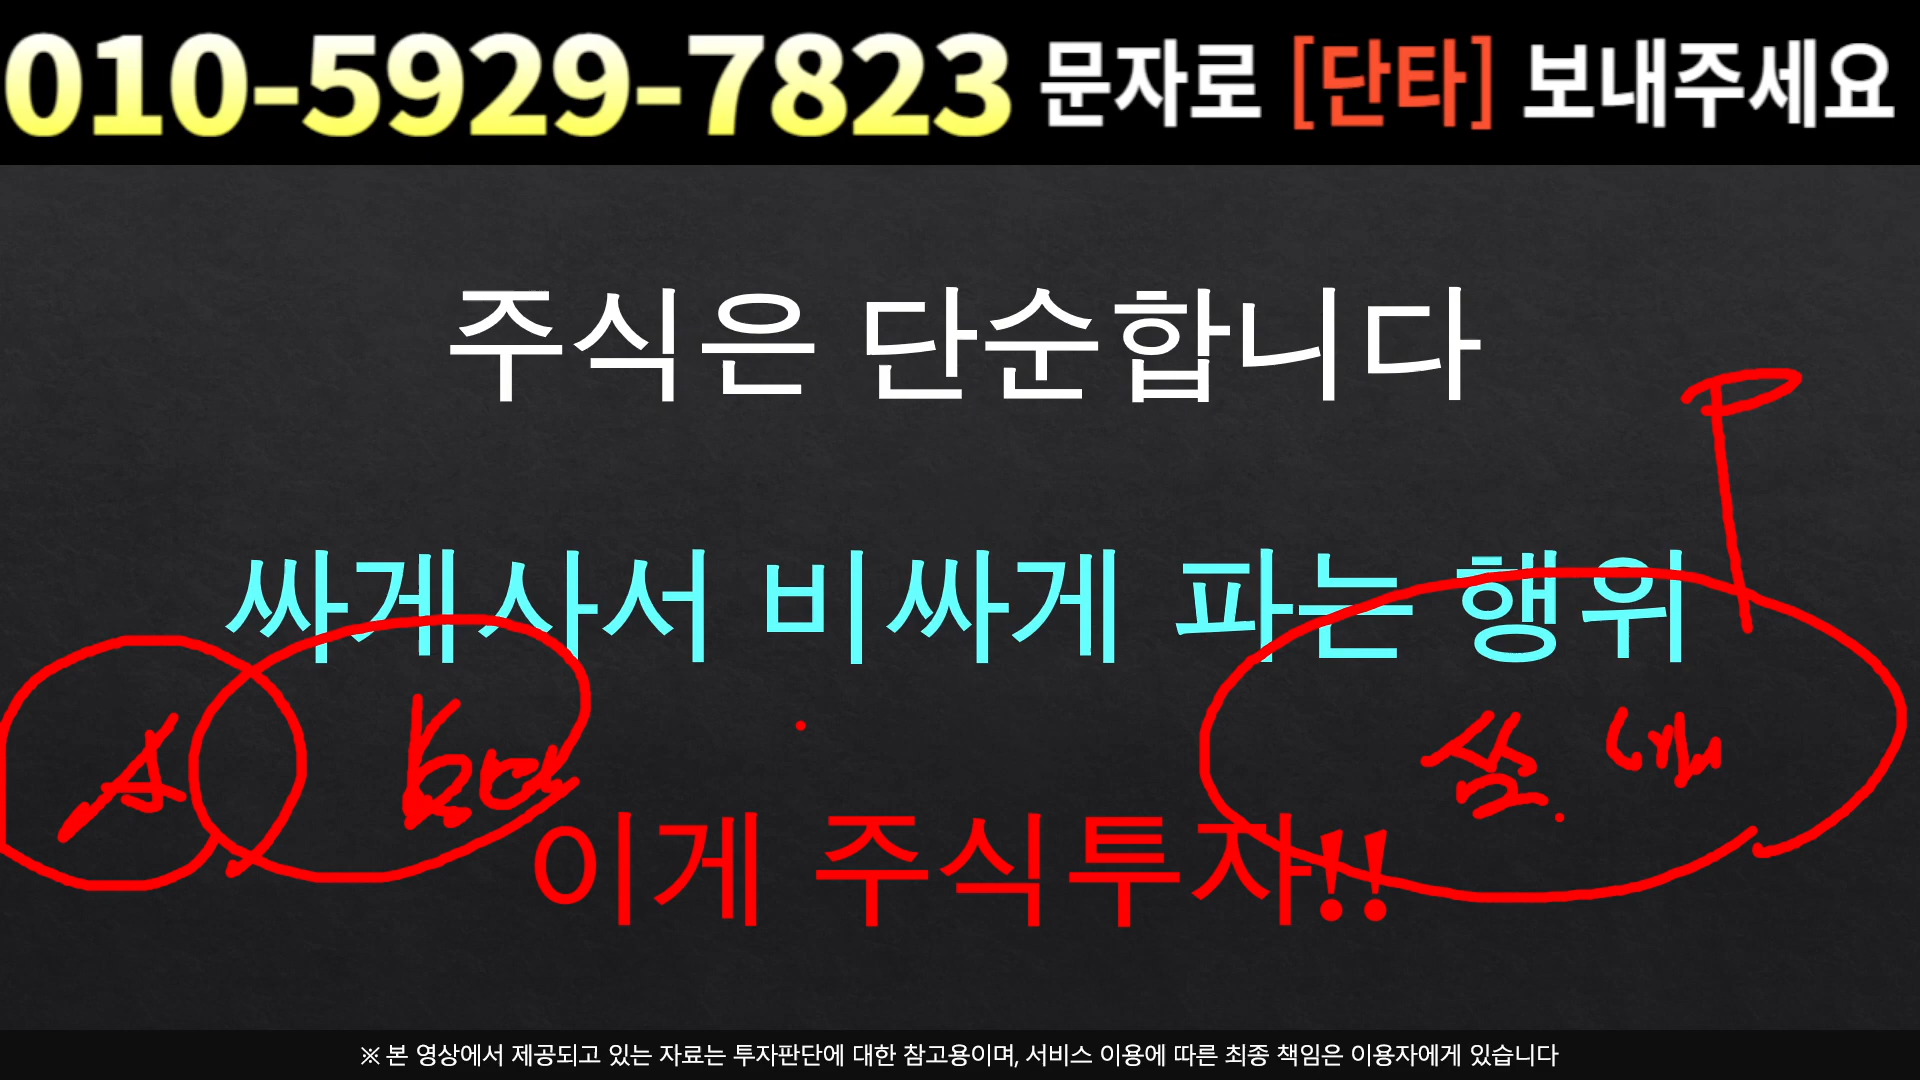 010-5929-7823 문자로 [단타] 보내주세요
주식은 단순합니다
싸게사서 비싸게 파는 행위
이게 주식투자!!
※ 본 영상에서 제공되고 있는 자료는 투자판단에 대한 참고용이며, 서비스 이용에 따른 최종 책임은 이용자에게 있습니다